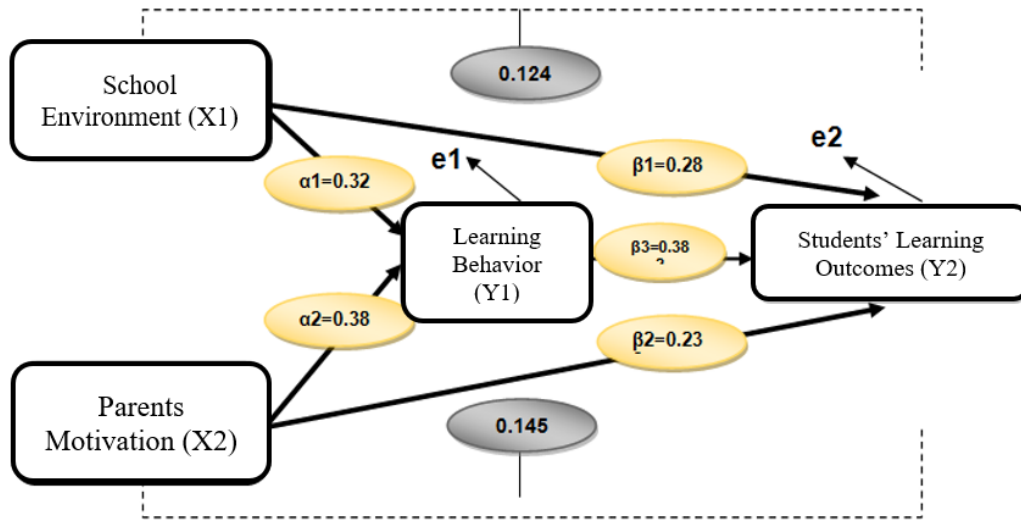 0.124
School
Environment (X1)
e1
e2
α1=0.32
β1=0.28
Learning
Behavior
(Y1)
β3=0.38
Students’ Learning
Outcomes (Y2)
α2=0.38
β2=0.23
Parents
Motivation (X2)
0.145